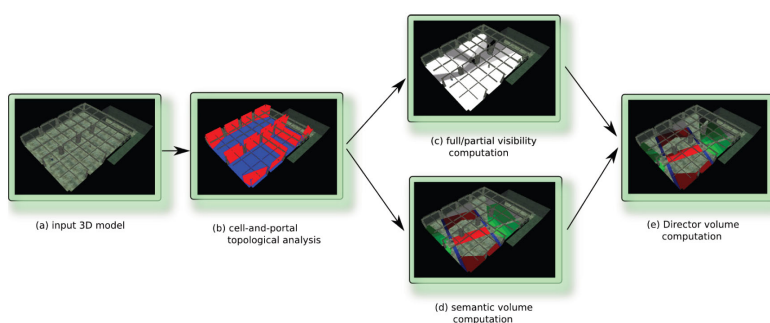 (a) input 3D model
(b) cell-and-portal
topological analysis
(c) full/partial visibility
computation
(d) semantic volume
computation
(e) Director volume
computation